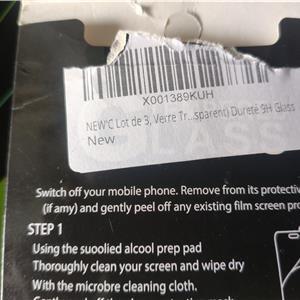 X001389KUH
NEW'C Lot de 3, Verre Tr...sparent) Dureté 9H Glass
New
GLASS
Switch off your mobile phone. Remove from its protectiv
(if amy) and gently peel off any existing film screen pro
STEP 1
Using the suoolied alcool prep pad
Thoroughly clean your screen and wipe dry
With the microbre cleaning cloth.